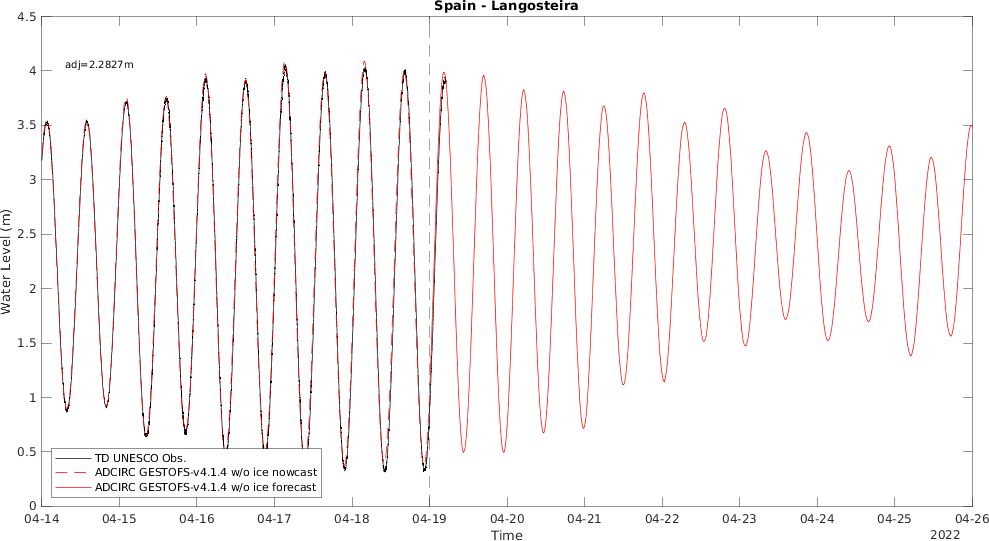 Spain - Langosteira
4.5
adj=2.2827m
4
3.5
3
2.5
2
1.5
1
0.5
0
Water Level (m)
TD UNESCO Obs.
ADCIRC GESTOFS-v4.1.4 w/o ice nowcast
ADCIRC GESTOFS-v4.1.4 w/o ice forecast
04-14 04-15 04-16 04-17 04-18 04-19 04-20 04-21 04-22 04-23 04-24 04-25 04-26
Time
2022